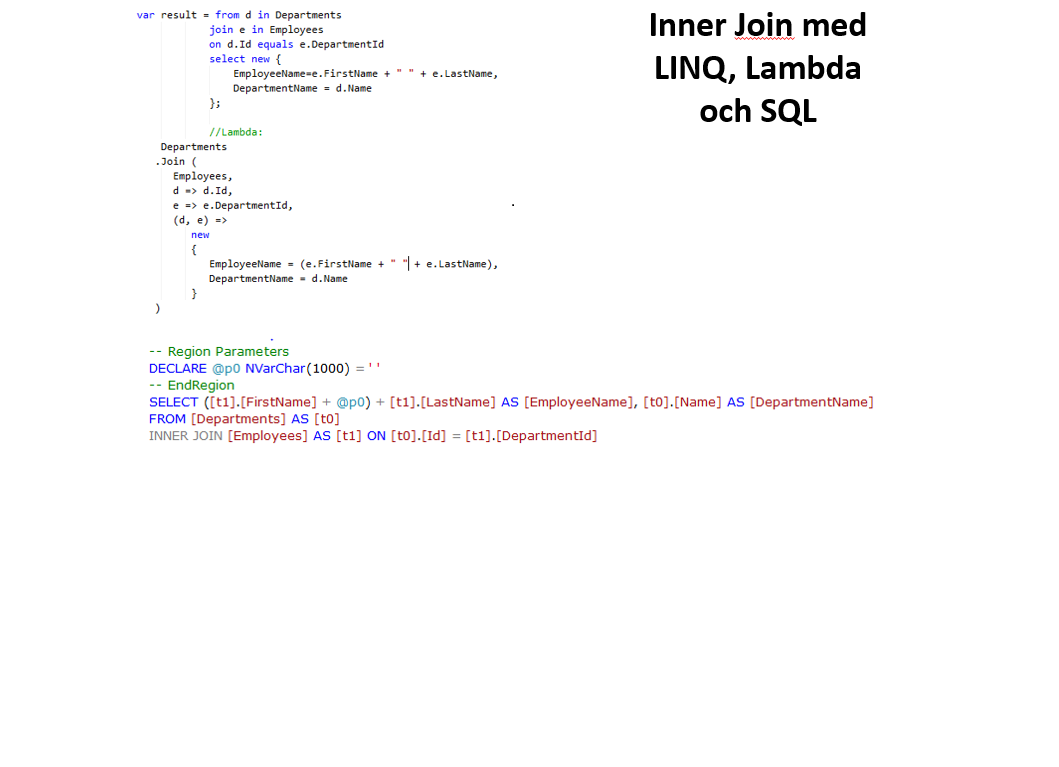 var result = from d in Departments
join e in Employees
on d.Id equals e.DepartmentId
select new {
EmployeeName=e.FirstName + " " + e.LastName,
DepartmentName = d.Name
};
//Lambda:
Departments
.Join (
Employees,
d => d.Id,
e => e.DepartmentId,
(d, e) =>
new
{
EmployeeName = (e.FirstName + " " + e.LastName),
DepartmentName = d.Name
}
)
Inner Join med
LINQ, Lambda
och SQL
-- Region Parameters
DECLARE @p0 NVarChar(1000) = ' '
-- EndRegion
SELECT ([t1].[FirstName] + @p0) + [t1].[LastName] AS [EmployeeName], [t0].[Name] AS [DepartmentName]
FROM [Departments] AS [t0]
INNER JOIN [Employees] AS [t1] ON [t0].[Id] = [t1].[DepartmentId]